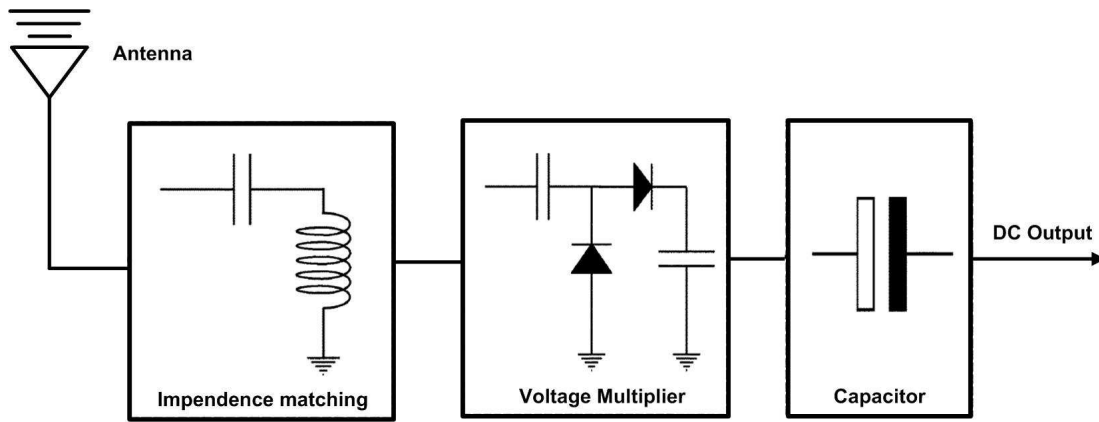 Antenna
DC Output
Impendence matching
Voltage Multiplier
Capacitor